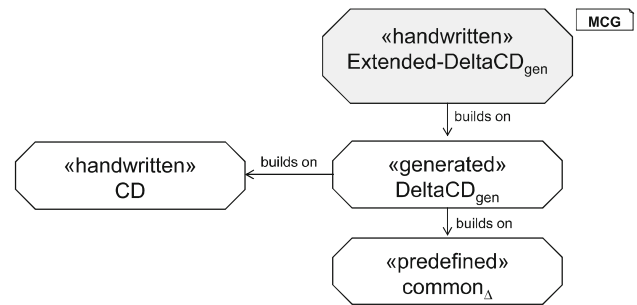 «handwritten»
Extended-DeltaCDgen
MCG
builds on
«handwritten»
CD
builds on
«generated»
DeltaCDgen
builds on
«predefined»
commonΔ